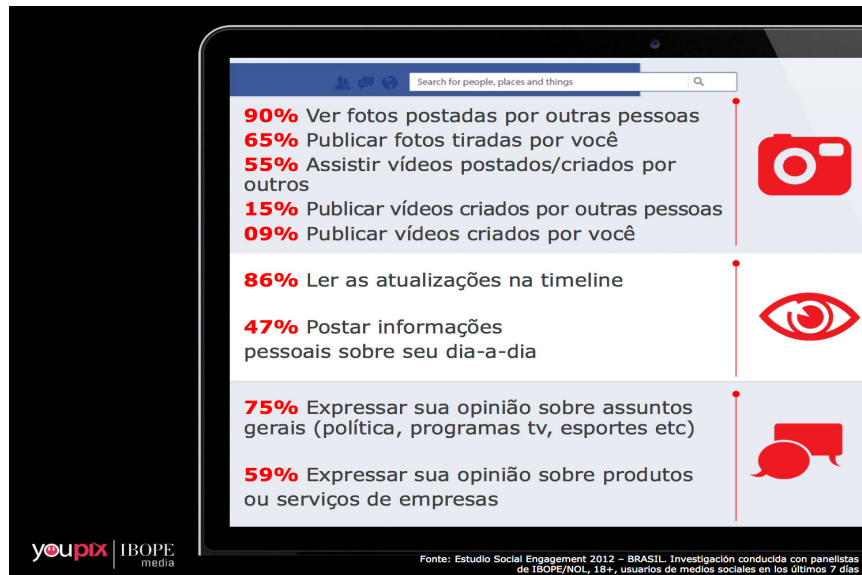 Search for people, places and things
90% Ver fotos postadas por outras pessoas
65% Publicar fotos tiradas por você
55% Assistir vídeos postados/criados por
outros
15% Publicar vídeos criados por outras pessoas
09% Publicar vídeos criados por você
86% Ler as atualizações na timeline
47% Postar informações
pessoais sobre seu dia-a-dia
75% Expressar sua opinião sobre assuntos
gerais (política, programas tv, esportes etc)
59% Expressar sua opinião sobre produtos
ou serviços de empresas
youpix IBOPE
media
Fonte: Estudio Social Engagement 2012 – BRASIL. Investigación conducida con panelistas
de IBOPE/NOL, 18+, usuarios de medios sociales en los últimos 7 días